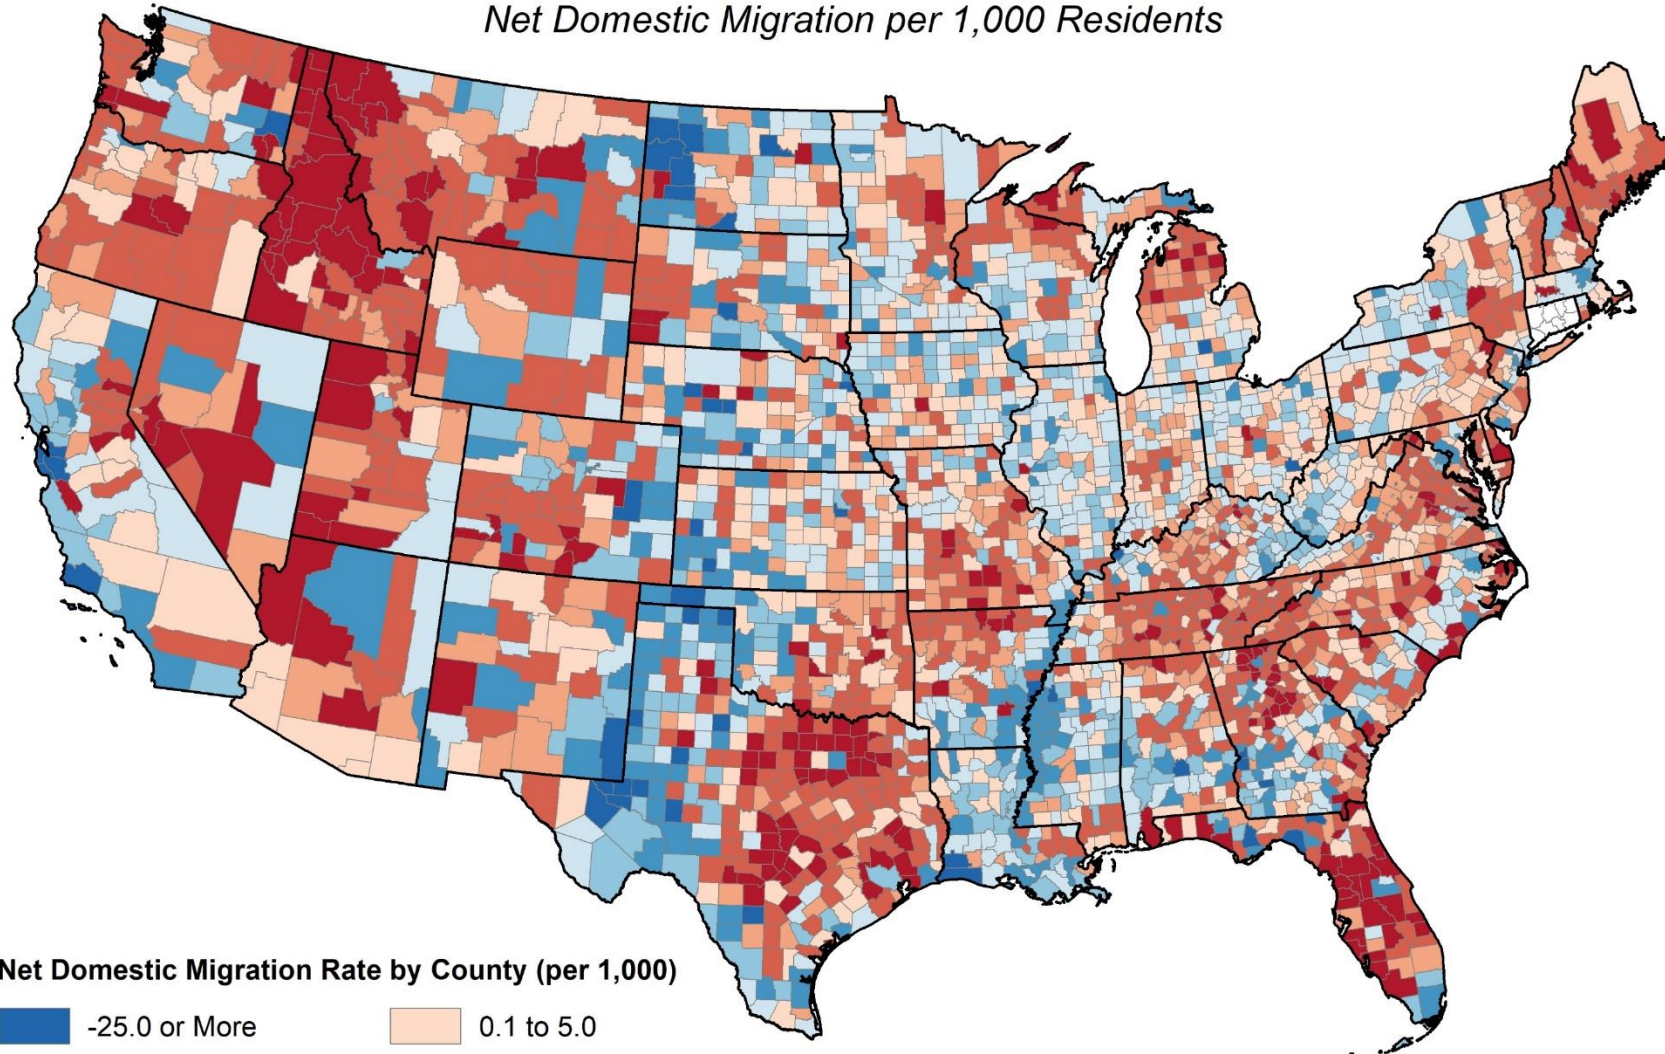 Net Domestic Migration per 1,000 Residents
Net Domestic Migration Rate by County (per 1,000)
-25.0 or More
0.1 to 5.0